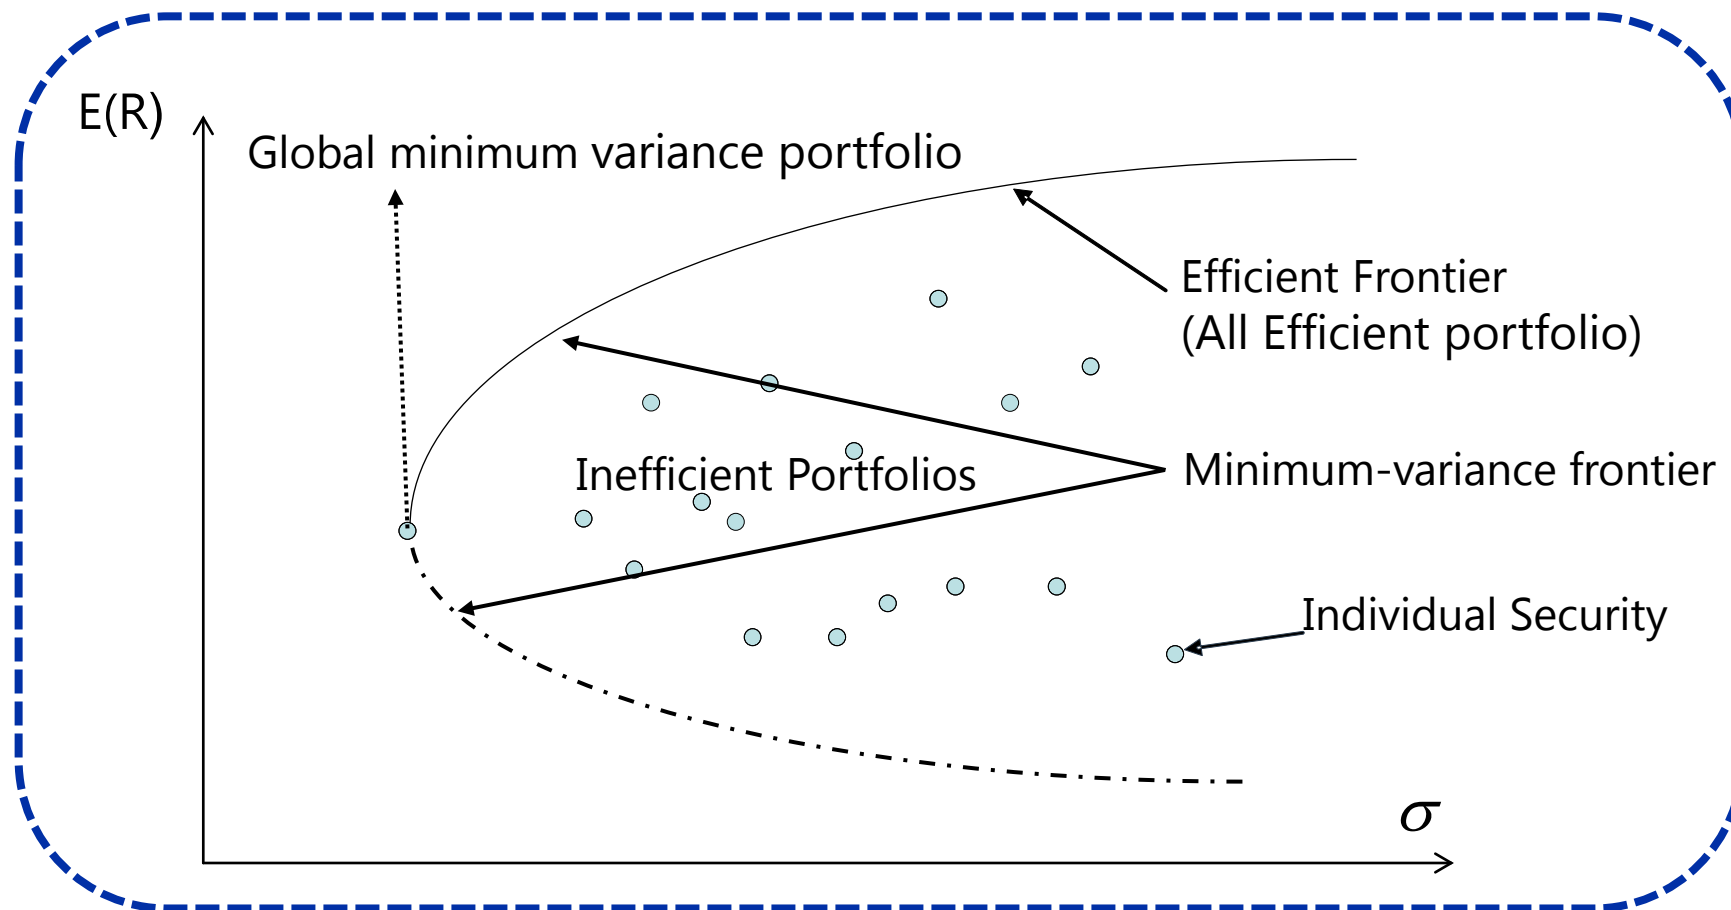 E(R)
Global minimum variance portfolio
Efficient Frontier
(All Efficient portfolio)
Inefficient Portfolios
Minimum-variance frontier
Individual Security
σ